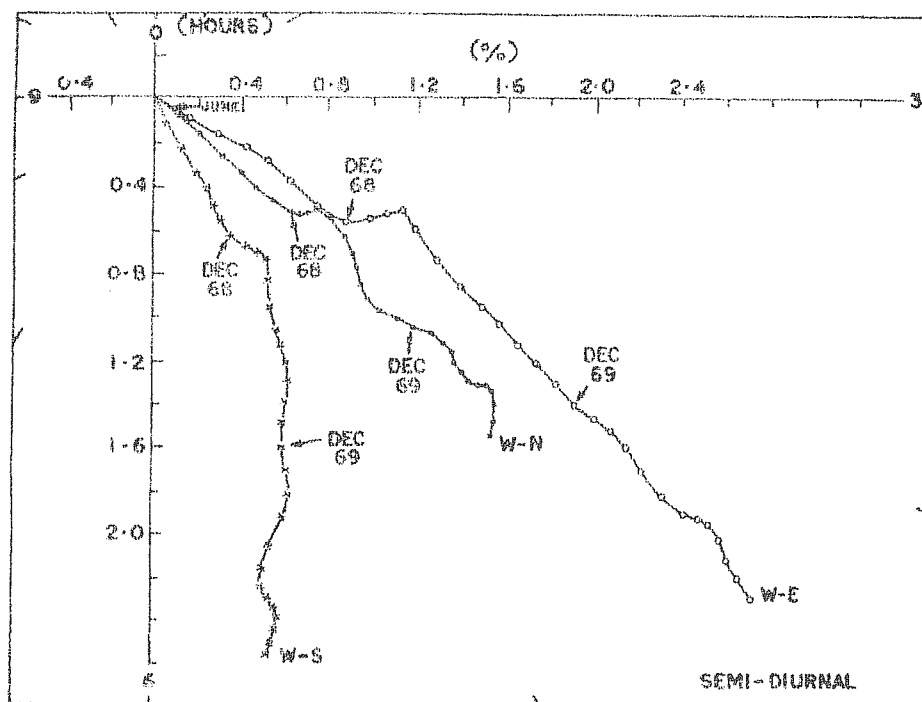 0 (HOURS)
(%)
0.4 0.4 0.8 1.2 1.6 2.0 2.4
9 3
JUNE
DEC
68
0.4
DEC
68
DEC
68
0.8
1.2
DEC
69
DEC
69
DEC
69
1.6
W-N
2.0
W-E
W-S
6
SEMI-DIURNAL